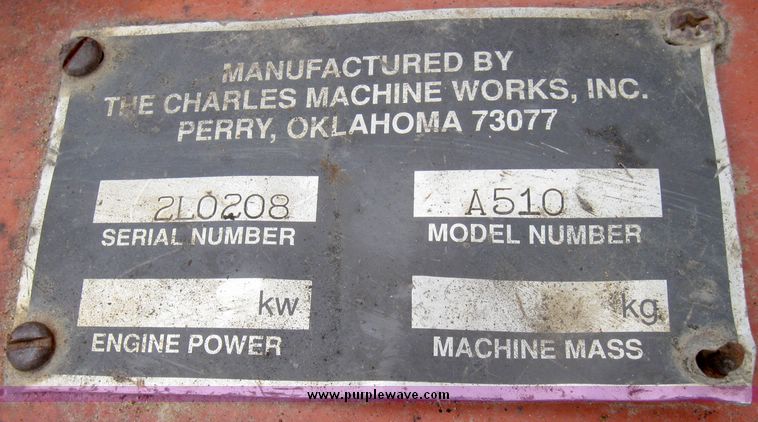 MANUFACTURED BY
THE CHARLES MACHINE WORKS, INC.
PERRY, OKLAHOMA 73077
2L0208 A510
SERIAL NUMBER MODEL NUMBER
kw kg
ENGINE POWER MACHINE MASS
www.purplewave.com